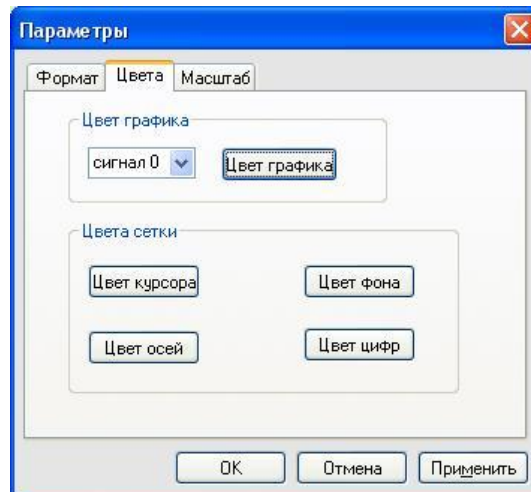 Параметры
Формат Цвета Масштаб
Цвет графика
сигнал 0 Цвет графика
Цвета сетки
Цвет курсора Цвет фона
Цвет осей Цвет цифр
OK Отмена Применить